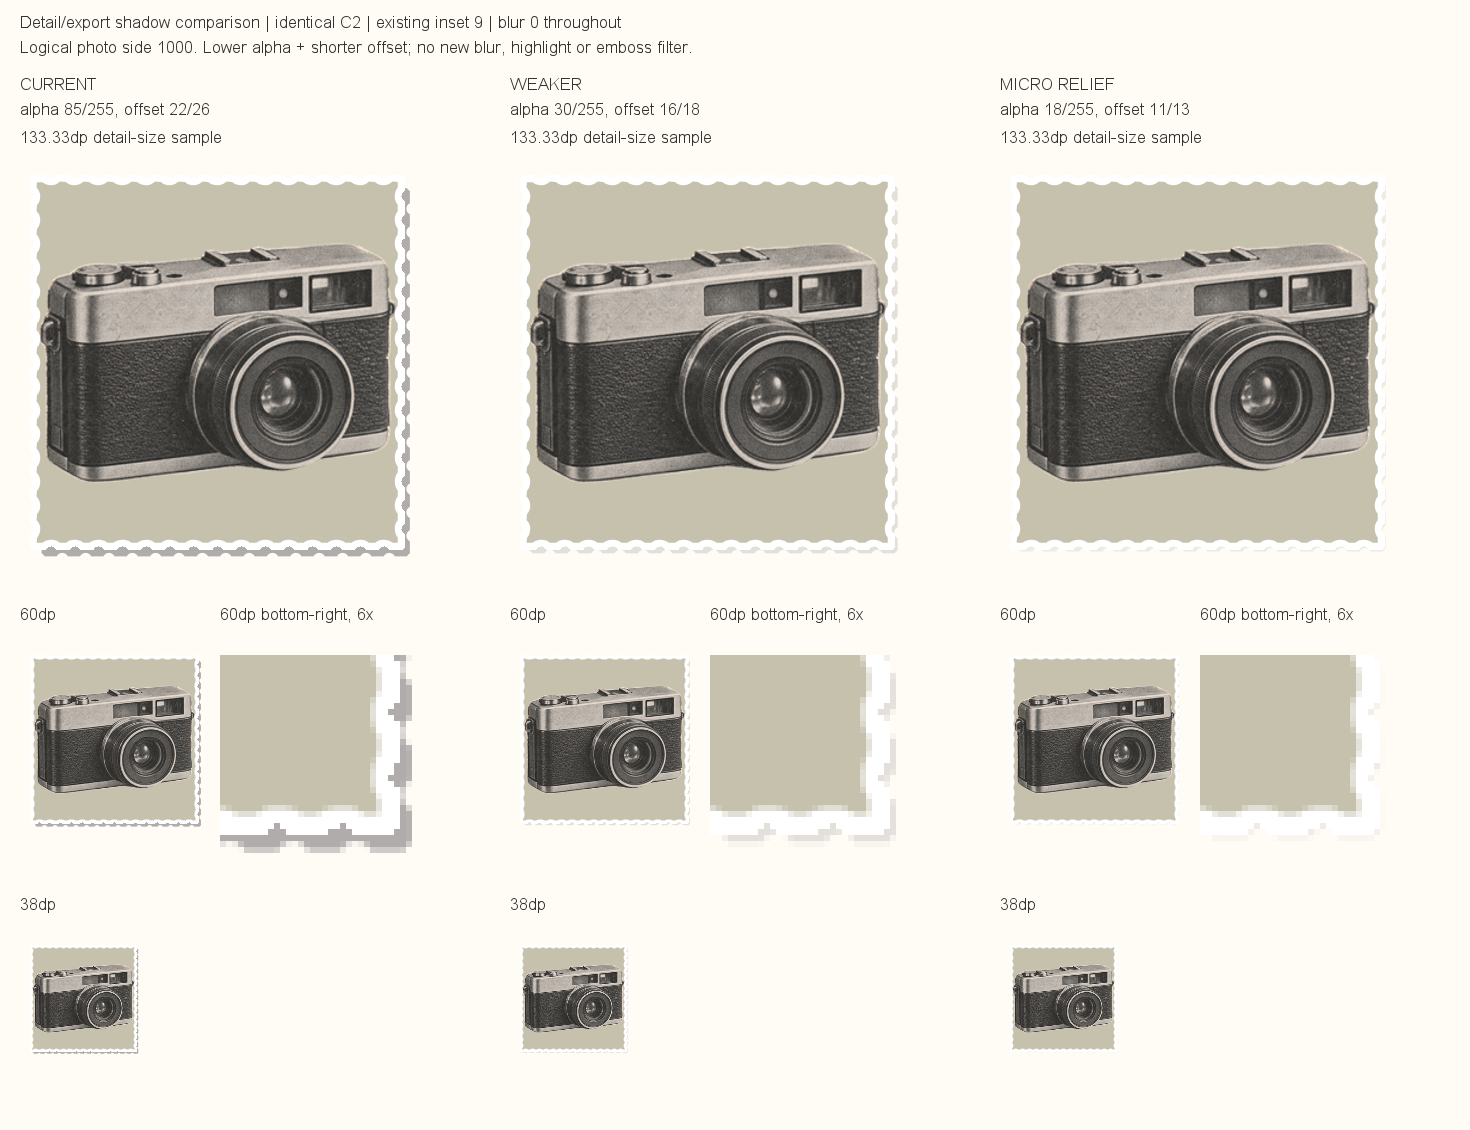 Detail/export shadow comparison | identical C2 | existing inset 9 | blur 0 throughout
Logical photo side 1000. Lower alpha + shorter offset; no new blur, highlight or emboss filter.
CURRENT
alpha 85/255, offset 22/26
133.33dp detail-size sample
WEAKER
alpha 30/255, offset 16/18
133.33dp detail-size sample
MICRO RELIEF
alpha 18/255, offset 11/13
133.33dp detail-size sample
60dp
60dp bottom-right, 6x
60dp
60dp bottom-right, 6x
60dp
60dp bottom-right, 6x
38dp
38dp
38dp